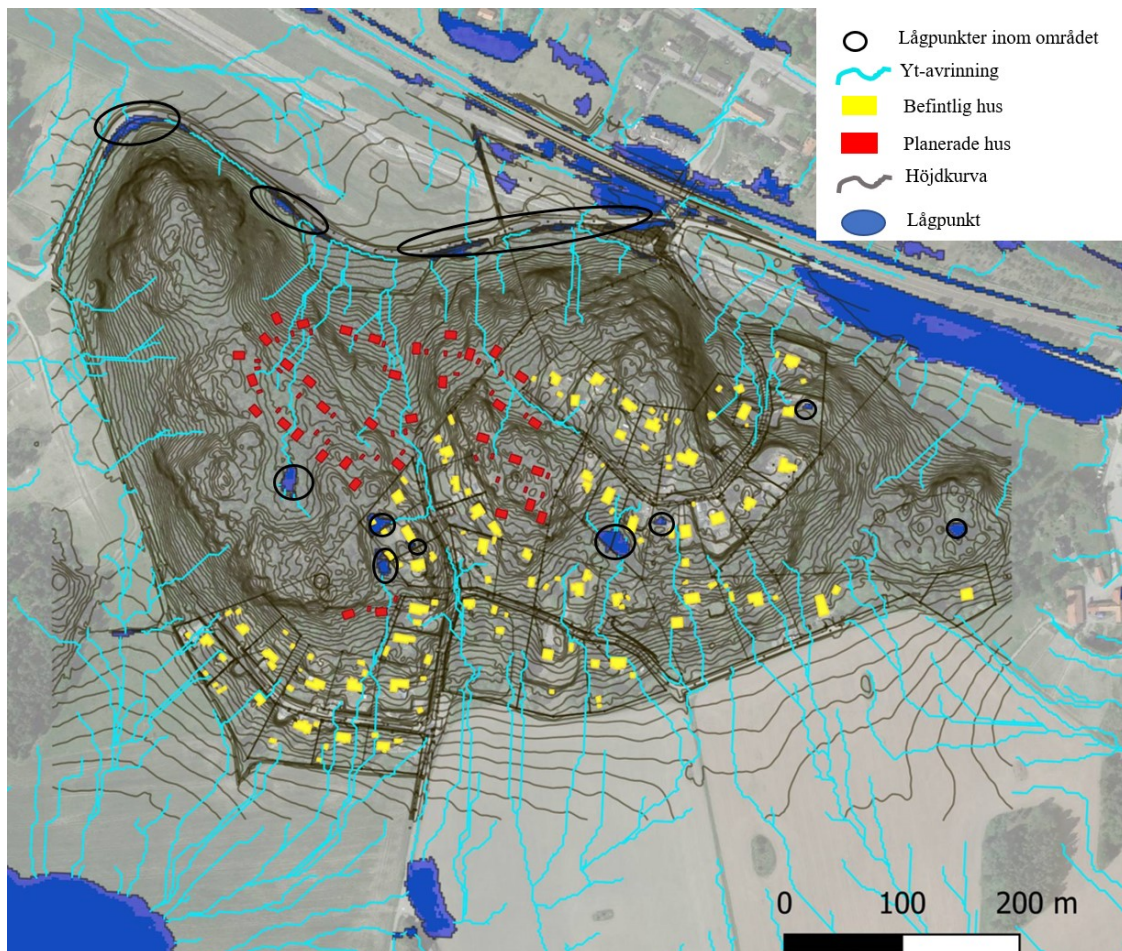 Lågpunkter inom området
Yt-avrinning
Befintlig hus
Planerade hus
Höjdkurva
Lågpunkt
0 100 200 m